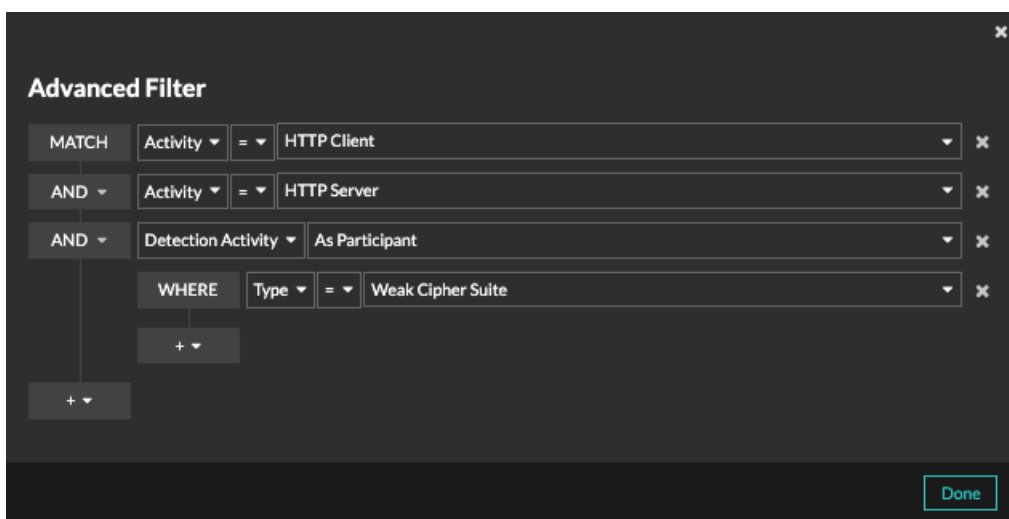 Advanced Filter
MATCH Activity = HTTP Client
AND Activity = HTTP Server
AND Detection Activity As Participant
WHERE Type = Weak Cipher Suite
+
+
Done